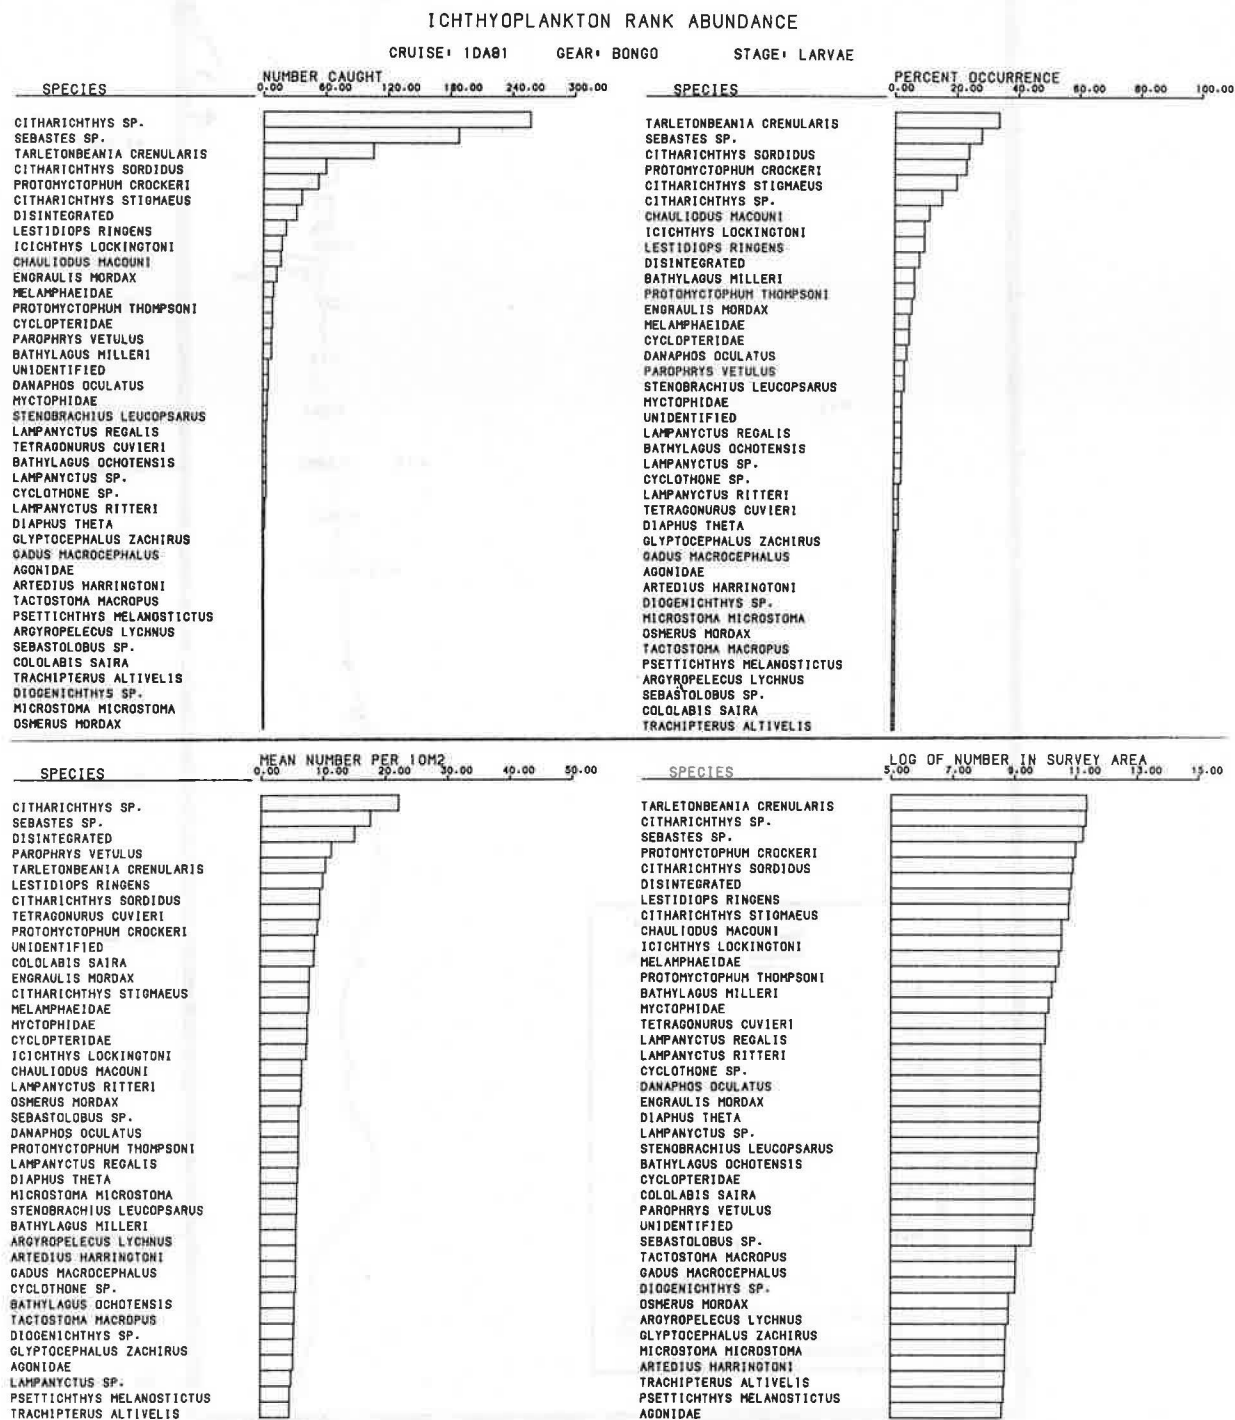 ICHTHYOPLANKTON RANK ABUNDANCE
CRUISE: 1DA81 GEAR: BONGO STAGE: LARVAE
NUMBER CAUGHT
SPECIES 0.00 60.00 120.00 180.00 240.00 300.00
CITHARICHTHYS SP.
SEBASTES SP.
TARLETONBEANIA CRENULARIS
CITHARICHTHYS SORDIDUS
PROTOMYCTOPHUM CROCKERI
CITHARICHTHYS STIGMAEUS
DISINTEGRATED
LESTIDIOPS RINGENS
ICICHTHYS LOCKINGTONI
CHAULIODUS MACOUNI
ENGRAULIS MORDAX
MELAMPHAEIDAE
PROTOMYCTOPHUM THOMPSONI
CYCLOPTERIDAE
PAROPHRYS VETULUS
BATHYLAGUS MILLERI
UNIDENTIFIED
DANAPHOS OCULATUS
MYCTOPHIDAE
STENOBRACHIUS LEUCOPSARUS
LAMPANYCTUS REGALIS
TETRAGONURUS CUVIERI
BATHYLAGUS OCHOTENSIS
LAMPANYCTUS SP.
CYCLOTHONE SP.
LAMPANYCTUS RITTERI
DIAPHUS THETA
GLYPTOCEPHALUS ZACHIRUS
GADUS MACROCEPHALUS
AGONIDAE
ARTEDIUS HARRINGTONI
TACTOSTOMA MACROPUS
PSETTICHTHYS MELANOSTICTUS
ARGYROPELECUS LYCHNUS
SEBASTOLOBUS SP.
COLOLABIS SAIRA
TRACHIPTERUS ALTIVELIS
DIOGENICHTHYS SP.
MICROSTOMA MICROSTOMA
OSMERUS MORDAX
PERCENT OCCURRENCE
SPECIES 0.00 20.00 40.00 60.00 80.00 100.00
TARLETONBEANIA CRENULARIS
SEBASTES SP.
CITHARICHTHYS SORDIDUS
PROTOMYCTOPHUM CROCKERI
CITHARICHTHYS STIGMAEUS
CITHARICHTHYS SP.
CHAULIODUS MACOUNI
ICICHTHYS LOCKINGTONI
LESTIDIOPS RINGENS
DISINTEGRATED
BATHYLAGUS MILLERI
PROTOMYCTOPHUM THOMPSONI
ENGRAULIS MORDAX
MELAMPHAEIDAE
CYCLOPTERIDAE
DANAPHOS OCULATUS
PAROPHRYS VETULUS
STENOBRACHIUS LEUCOPSARUS
MYCTOPHIDAE
UNIDENTIFIED
LAMPANYCTUS REGALIS
BATHYLAGUS OCHOTENSIS
LAMPANYCTUS SP.
CYCLOTHONE SP.
LAMPANYCTUS RITTERI
TETRAGONURUS CUVIERI
DIAPHUS THETA
GLYPTOCEPHALUS ZACHIRUS
GADUS MACROCEPHALUS
AGONIDAE
ARTEDIUS HARRINGTONI
DIOGENICHTHYS SP.
MICROSTOMA MICROSTOMA
OSMERUS MORDAX
TACTOSTOMA MACROPUS
PSETTICHTHYS MELANOSTICTUS
ARGYROPELECUS LYCHNUS
SEBASTOLOBUS SP.
COLOLABIS SAIRA
TRACHIPTERUS ALTIVELIS
MEAN NUMBER PER 10M2
SPECIES 0.00 10.00 20.00 30.00 40.00 50.00
CITHARICHTHYS SP.
SEBASTES SP.
DISINTEGRATED
PAROPHRYS VETULUS
TARLETONBEANIA CRENULARIS
LESTIDIOPS RINGENS
CITHARICHTHYS SORDIDUS
TETRAGONURUS CUVIERI
PROTOMYCTOPHUM CROCKERI
UNIDENTIFIED
COLOLABIS SAIRA
ENGRAULIS MORDAX
CITHARICHTHYS STIGMAEUS
MELAMPHAEIDAE
MYCTOPHIDAE
CYCLOPTERIDAE
ICICHTHYS LOCKINGTONI
CHAULIODUS MACOUNI
LAMPANYCTUS RITTERI
OSMERUS MORDAX
SEBASTOLOBUS SP.
DANAPHOS OCULATUS
PROTOMYCTOPHUM THOMPSONI
LAMPANYCTUS REGALIS
DIAPHUS THETA
MICROSTOMA MICROSTOMA
STENOBRACHIUS LEUCOPSARUS
BATHYLAGUS MILLERI
ARGYROPELECUS LYCHNUS
ARTEDIUS HARRINGTONI
GADUS MACROCEPHALUS
CYCLOTHONE SP.
BATHYLAGUS OCHOTENSIS
TACTOSTOMA MACROPUS
DIOGENICHTHYS SP.
GLYPTOCEPHALUS ZACHIRUS
AGONIDAE
LAMPANYCTUS SP.
PSETTICHTHYS MELANOSTICTUS
TRACHIPTERUS ALTIVELIS
LOG OF NUMBER IN SURVEY AREA
SPECIES 5.00 7.00 9.00 11.00 13.00 15.00
TARLETONBEANIA CRENULARIS
CITHARICHTHYS SP.
SEBASTES SP.
PROTOMYCTOPHUM CROCKERI
CITHARICHTHYS SORDIDUS
DISINTEGRATED
LESTIDIOPS RINGENS
CITHARICHTHYS STIGMAEUS
CHAULIODUS MACOUNI
ICICHTHYS LOCKINGTONI
MELAMPHAEIDAE
PROTOMYCTOPHUM THOMPSONI
BATHYLAGUS MILLERI
MYCTOPHIDAE
TETRAGONURUS CUVIERI
LAMPANYCTUS REGALIS
LAMPANYCTUS RITTERI
CYCLOTHONE SP.
DANAPHOS OCULATUS
ENGRAULIS MORDAX
DIAPHUS THETA
LAMPANYCTUS SP.
STENOBRACHIUS LEUCOPSARUS
BATHYLAGUS OCHOTENSIS
CYCLOPTERIDAE
COLOLABIS SAIRA
PAROPHRYS VETULUS
UNIDENTIFIED
SEBASTOLOBUS SP.
TACTOSTOMA MACROPUS
GADUS MACROCEPHALUS
DIOGENICHTHYS SP.
OSMERUS MORDAX
ARGYROPELECUS LYCHNUS
GLYPTOCEPHALUS ZACHIRUS
MICROSTOMA MICROSTOMA
ARTEDIUS HARRINGTONI
TRACHIPTERUS ALTIVELIS
PSETTICHTHYS MELANOSTICTUS
AGONIDAE